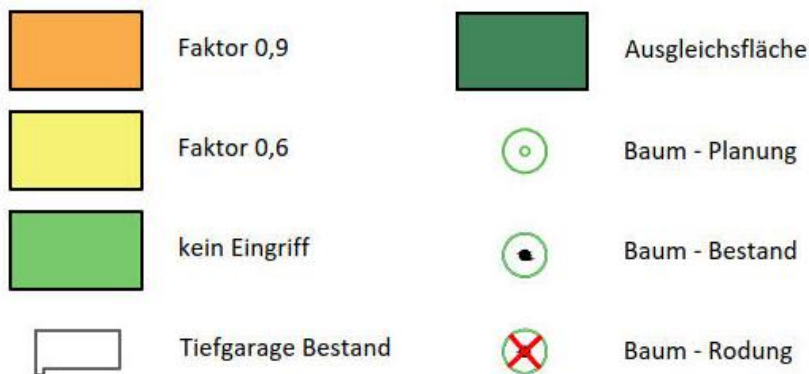 Faktor 0,9
Faktor 0,6
kein Eingriff
Tiefgarage Bestand
Ausgleichsfläche
Baum - Planung
Baum - Bestand
Baum - Rodung